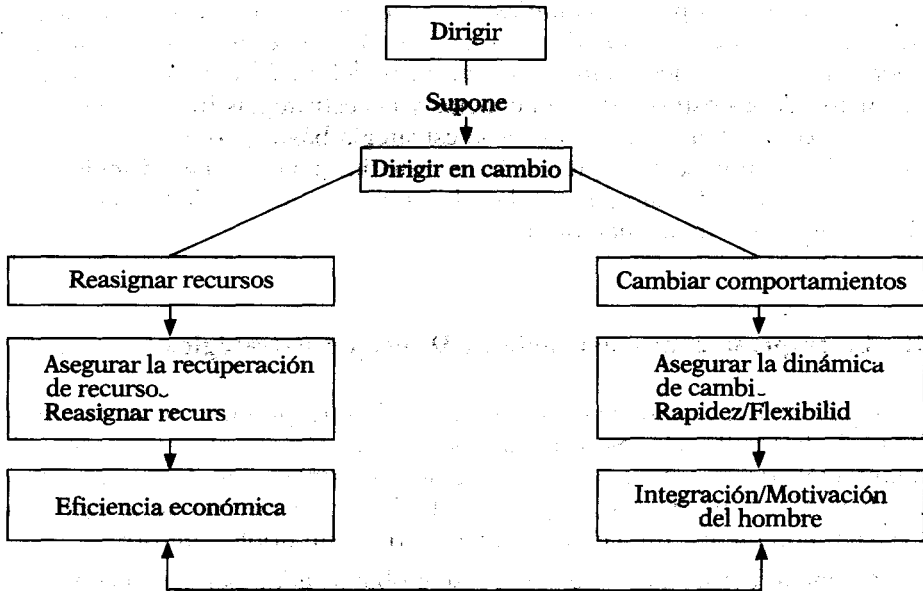 Dirigir
Supone
Dirigir en cambio
Reasignar recursos
Cambiar comportamientos
Asegurar la recuperación
de recurso
Reasignar recurs
Asegurar la dinámica
de cambi
Rapidez/Flexibilid
Eficiencia económica
Integración/Motivación
del hombre